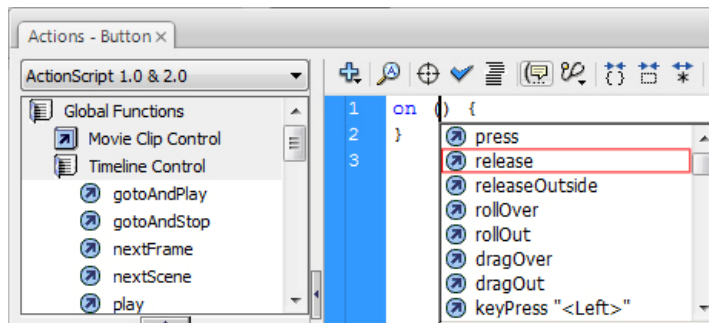 Actions - Button ×
ActionScript 1.0 & 2.0
Global Functions
Movie Clip Control
Timeline Control
gotoAndPlay
gotoAndStop
nextFrame
nextScene
play
1 on () {
2 }
3
press
release
releaseOutside
rollOver
rollOut
dragOver
dragOut
keyPress "<Left>"